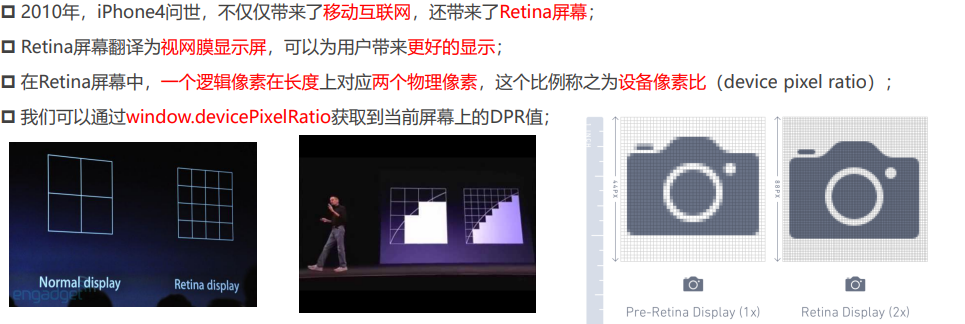 2010年，iPhone4问世，不仅仅带来了移动互联网，还带来了Retina屏幕；
Retina屏幕翻译为视网膜显示屏，可以为用户带来更好的显示；
在Retina屏幕中，一个逻辑像素在长度上对应两个物理像素，这个比例称之为设备像素比（device pixel ratio）；
我们可以通过window.devicePixelRatio获取到当前屏幕上的DPR值；
Normal display
Retina display
engadget
44PX
88PX
Pre-Retina Display (1x)
Retina Display (2x)